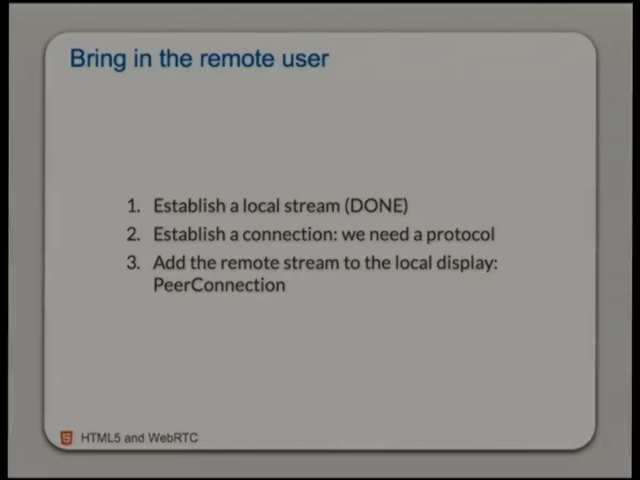 Bring in the remote user
1. Establish a local stream (DONE)
2. Establish a connection: we need a protocol
3. Add the remote stream to the local display:
PeerConnection
HTML5 and WebRTC